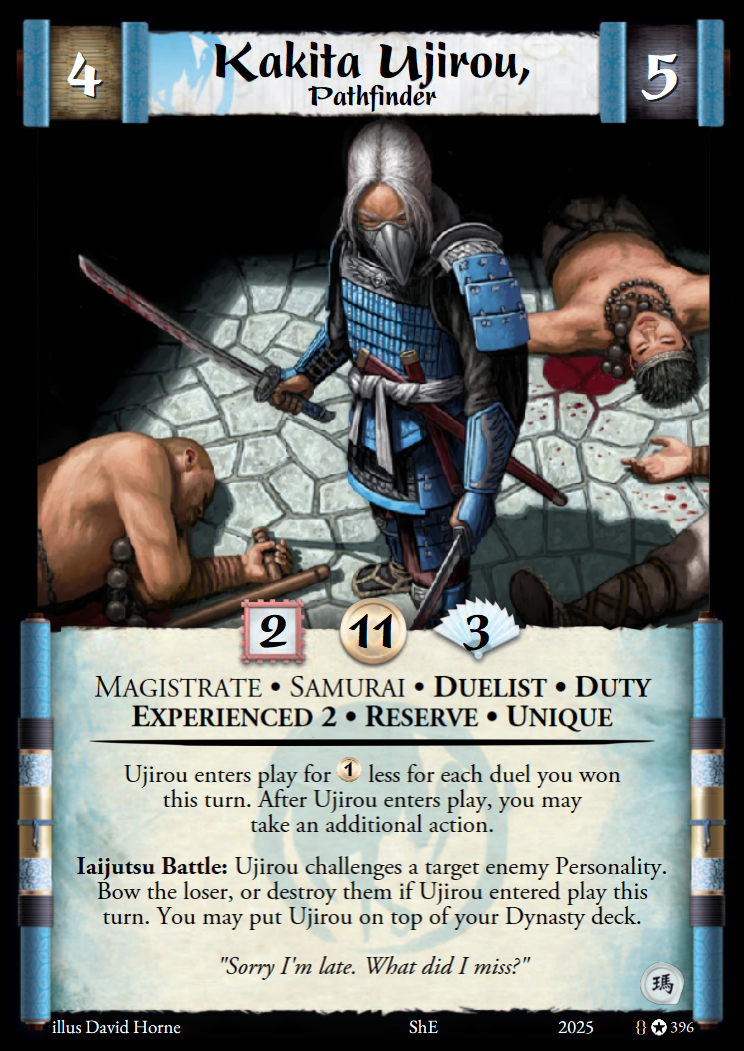 4
Kakita Ujirou,
5
Pathfinder
2
11
3
Magistrate • Samurai • Duelist • Duty
Experienced 2 • Reserve • Unique
Ujirou enters play for 1 less for each duel you won
this turn. After Ujirou enters play, you may
take an additional action.
Iaijutsu Battle: Ujirou challenges a target enemy Personality.
Bow the loser, or destroy them if Ujirou entered play this
turn. You may put Ujirou on top of your Dynasty deck.
"Sorry I'm late. What did I miss?"
瑪
illus David Horne ShE 2025 {} ✪ 396